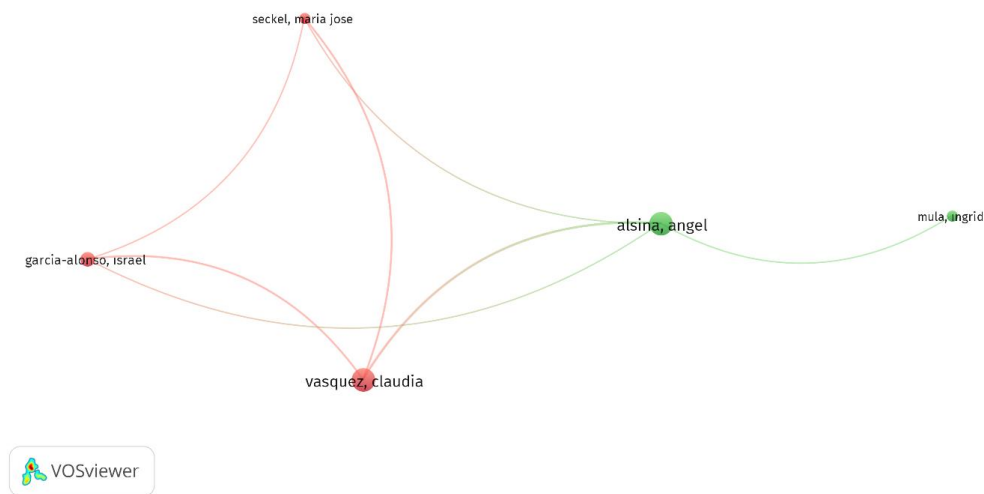 seckel, maria jose
alsina, angel
mula, ingrid
garcia-alonso, israel
vasquez, claudia
VOSviewer